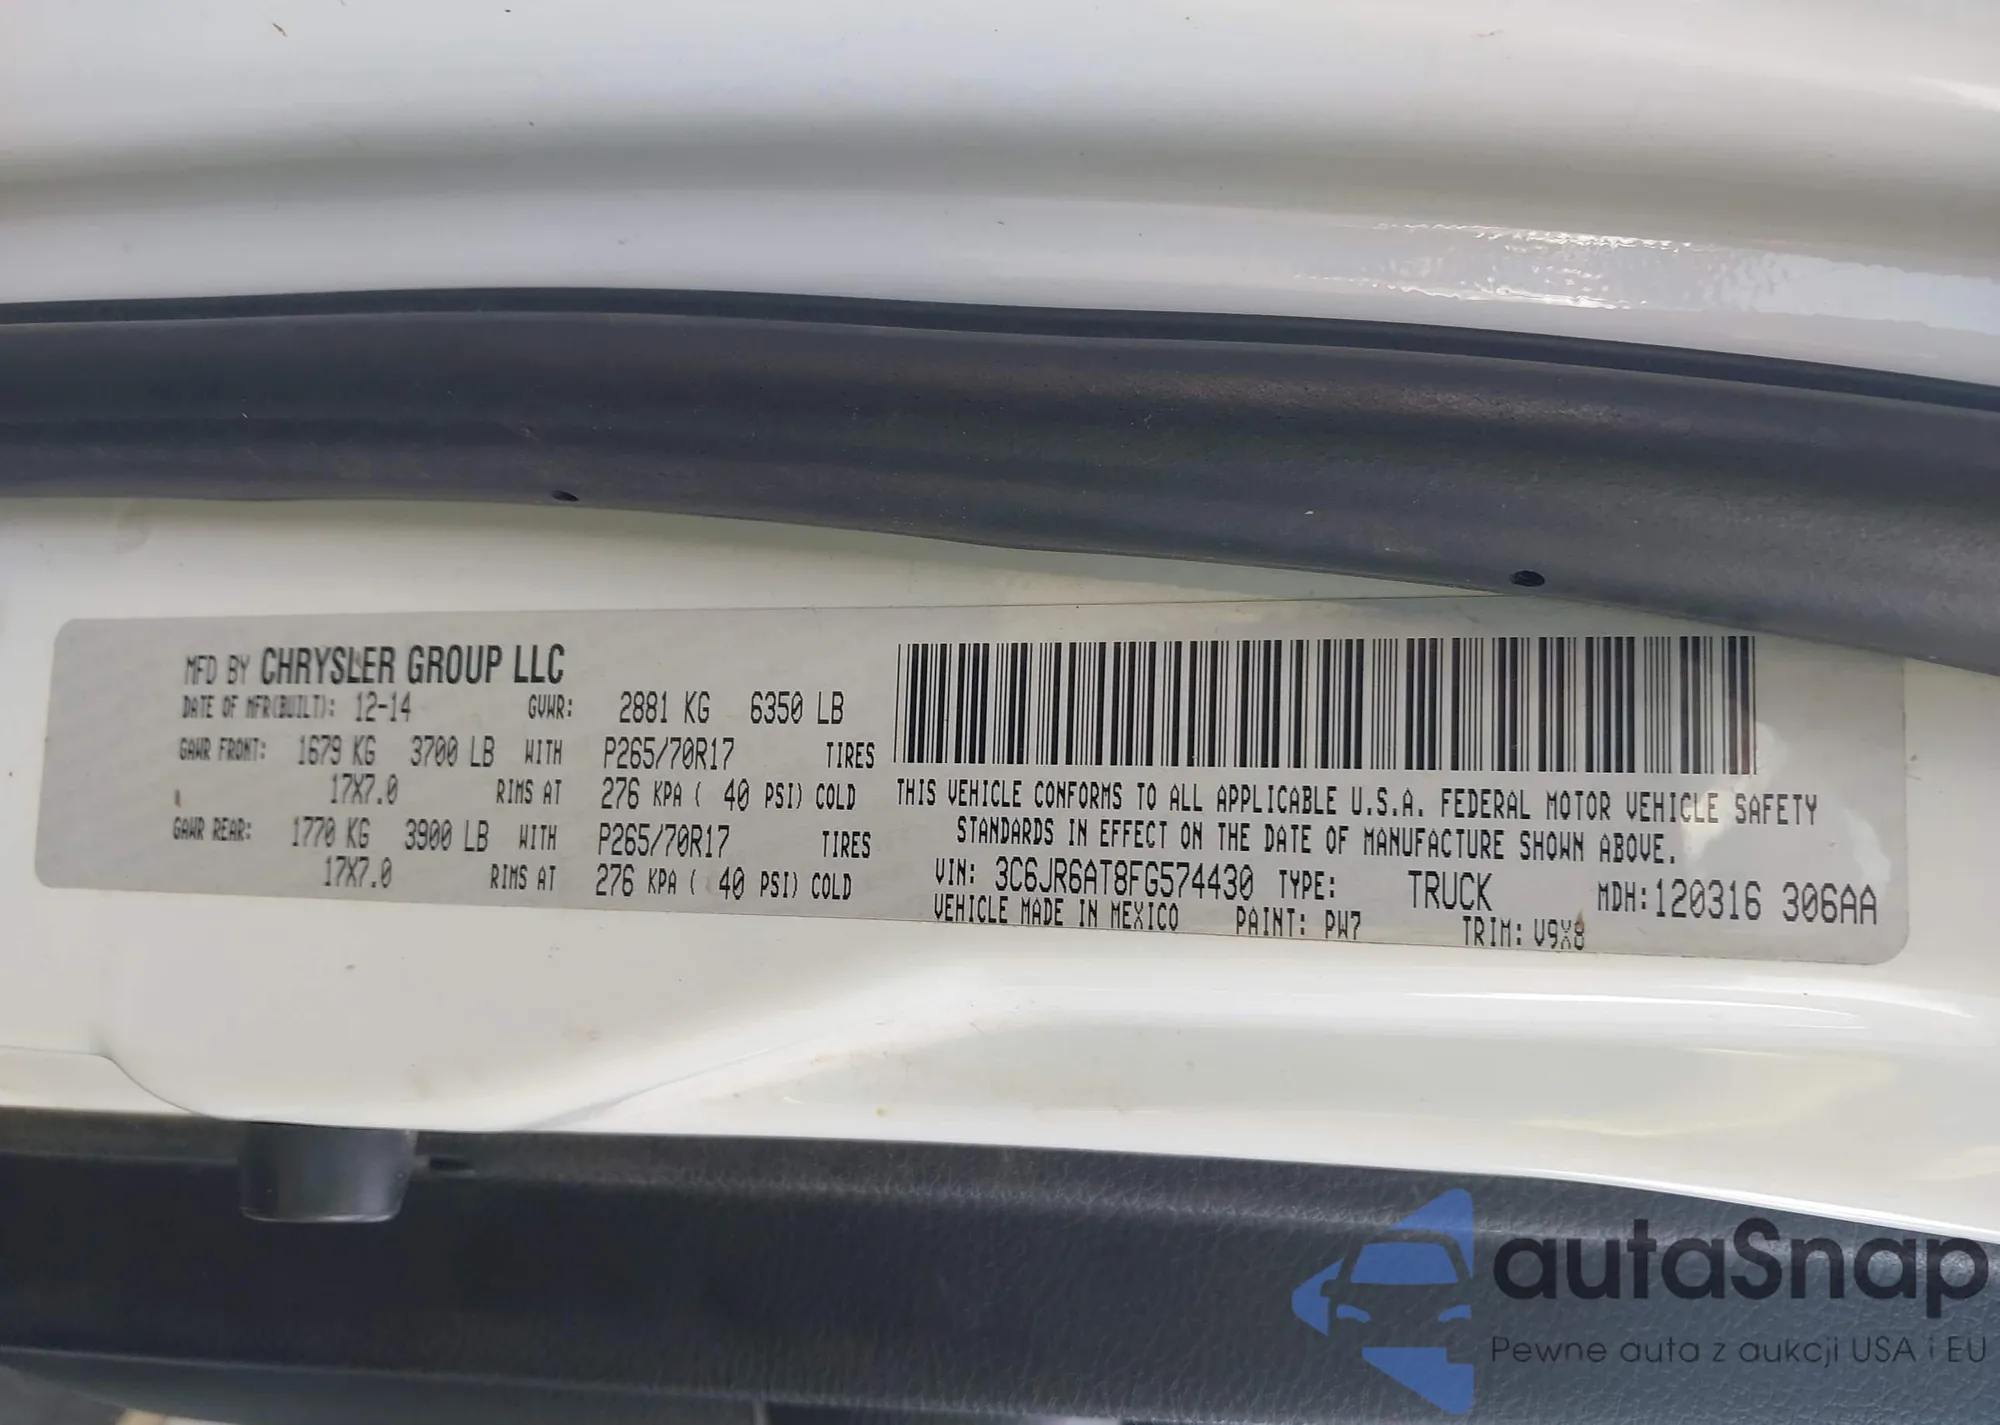 MFD BY CHRYSLER GROUP LLC
DATE OF MFR(BUILT): 12-14 GVWR: 2881 KG 6350 LB
GAWR FRONT: 1679 KG 3700 LB WITH P265/70R17 TIRES
17X7.0 RIMS AT 276 KPA ( 40 PSI) COLD
GAWR REAR: 1770 KG 3900 LB WITH P265/70R17 TIRES
17X7.0 RIMS AT 276 KPA ( 40 PSI) COLD
THIS VEHICLE CONFORMS TO ALL APPLICABLE U.S.A. FEDERAL MOTOR VEHICLE SAFETY
STANDARDS IN EFFECT ON THE DATE OF MANUFACTURE SHOWN ABOVE.
VIN: 3C6JR6AT8FG574430 TYPE: TRUCK MDH: 120316 306AA
VEHICLE MADE IN MEXICO PAINT: PW7 TRIM: V9X8
autaSnap
Pewne auta z aukcji USA i EU